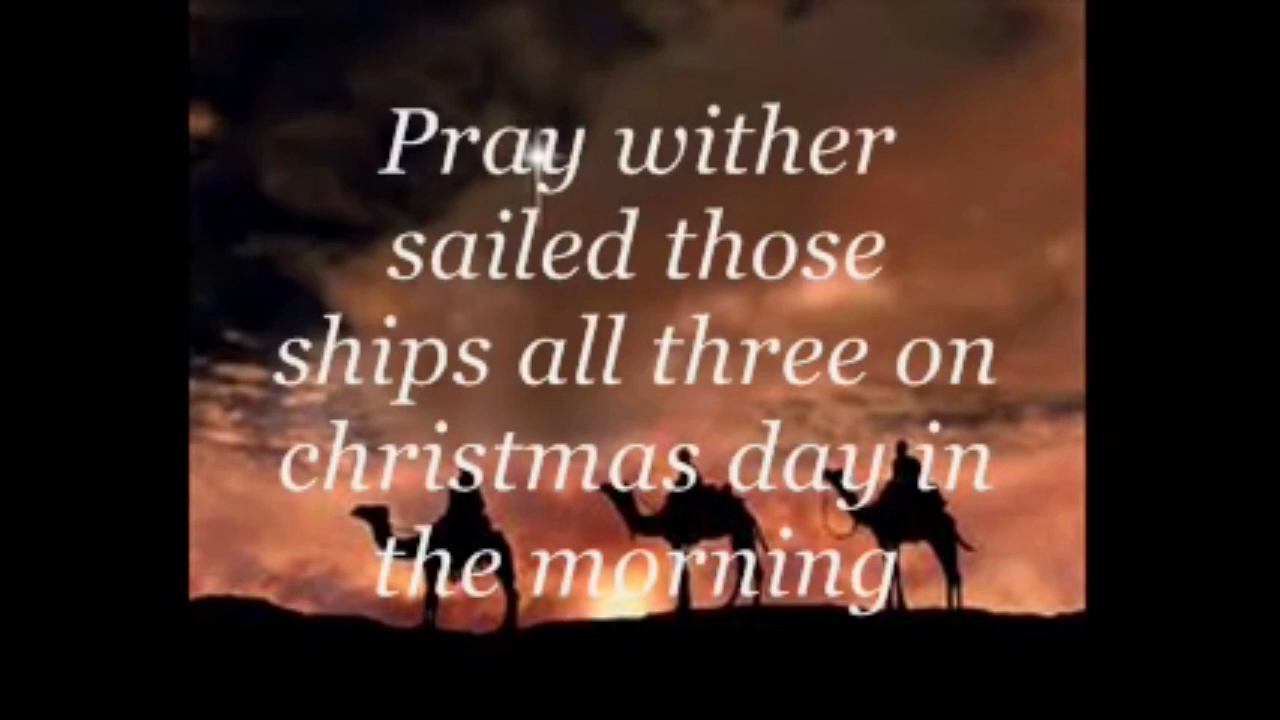 Pray wither
sailed those
ships all three on
christmas day in
the morning